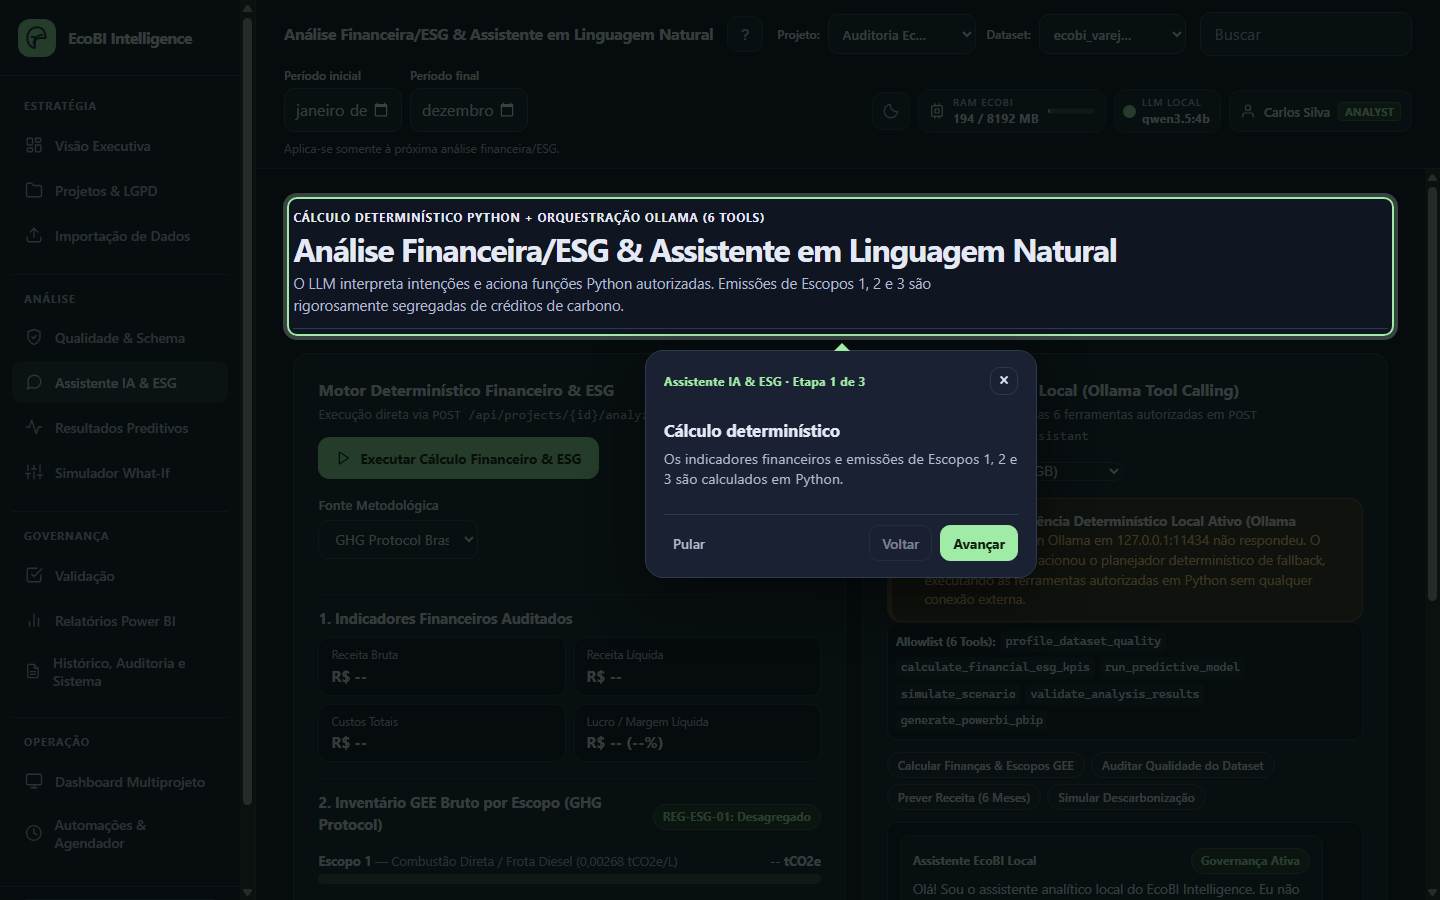 EcoBI Intelligence
ESTRATÉGIA
Visão Executiva
Projetos & LGPD
Importação de Dados
ANÁLISE
Qualidade & Schema
Assistente IA & ESG
Resultados Preditivos
Simulador What-If
GOVERNANÇA
Validação
Relatórios Power BI
Histórico, Auditoria e
Sistema
OPERAÇÃO
Dashboard Multiprojeto
Automações &
Agendador
Análise Financeira/ESG & Assistente em Linguagem Natural
?
Projeto:
Auditoria Ec...
Dataset:
ecobi_varej...
Buscar
Período inicial
Período final
janeiro de
dezembro
Aplica-se somente à próxima análise financeira/ESG.
RAM ECOBI
194 / 8192 MB
LLM LOCAL
qwen3.5:4b
Carlos Silva
ANALYST
CÁLCULO DETERMINÍSTICO PYTHON + ORQUESTRAÇÃO OLLAMA (6 TOOLS)
Análise Financeira/ESG & Assistente em Linguagem Natural
O LLM interpreta intenções e aciona funções Python autorizadas. Emissões de Escopos 1, 2 e 3 são
rigorosamente segregadas de créditos de carbono.
Assistente IA & ESG · Etapa 1 de 3
Cálculo determinístico
Os indicadores financeiros e emissões de Escopos 1, 2 e
3 são calculados em Python.
Pular
Voltar
Avançar
Motor Determinístico Financeiro & ESG
Execução direta via POST /api/projects/{id}/analy
Executar Cálculo Financeiro & ESG
Fonte Metodológica
GHG Protocol Bras
1. Indicadores Financeiros Auditados
Receita Bruta
R$ --
Receita Líquida
R$ --
Custos Totais
R$ --
Lucro / Margem Líquida
R$ -- (--%)
2. Inventário GEE Bruto por Escopo (GHG
Protocol)
REG-ESG-01: Desagregado
Escopo 1 — Combustão Direta / Frota Diesel (0,00268 tCO2e/L)
-- tCO2e
Local (Ollama Tool Calling)
as 6 ferramentas autorizadas em POST
sistant
GB)
ência Determinístico Local Ativo (Ollama
n Ollama em 127.0.0.1:11434 não respondeu. O
acionou o planejador determinístico de fallback,
executando as ferramentas autorizadas em Python sem qualquer
conexão externa.
Allowlist (6 Tools): profile_dataset_quality
calculate_financial_esg_kpis run_predictive_model
simulate_scenario validate_analysis_results
generate_powerbi_pbip
Calcular Finanças & Escopos GEE
Auditar Qualidade do Dataset
Prever Receita (6 Meses)
Simular Descarbonização
Assistente EcoBI Local
Governança Ativa
Olá! Sou o assistente analítico local do EcoBI Intelligence. Eu não